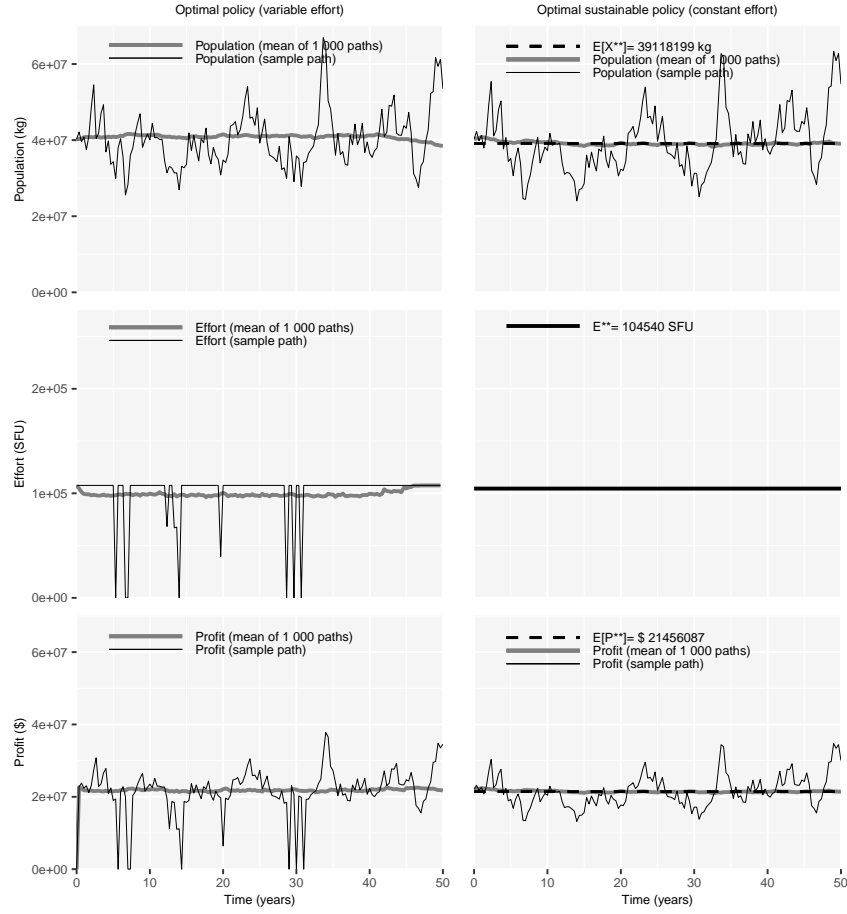 Optimal policy (variable effort)
Optimal sustainable policy (constant effort)
Population (mean of 1 000 paths)
Population (sample path)
E[X**]= 39118199 kg
Population (mean of 1 000 paths)
Population (sample path)
Population (kg)
6e+07
4e+07
2e+07
0e+00
Effort (mean of 1 000 paths)
Effort (sample path)
E**= 104540 SFU
Effort (SFU)
2e+05
1e+05
0e+00
Profit (mean of 1 000 paths)
Profit (sample path)
E[P**]= $ 21456087
Profit (mean of 1 000 paths)
Profit (sample path)
Profit ($)
6e+07
4e+07
2e+07
0e+00
0 10 20 30 40 50
0 10 20 30 40 50
Time (years)
Time (years)